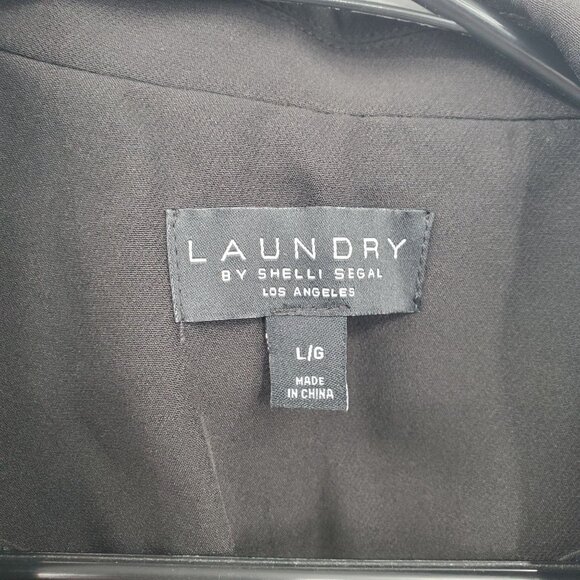 LAUNDRY
BY SHELLI SEGAL
LOS ANGELES
L/G
MADE
IN CHINA